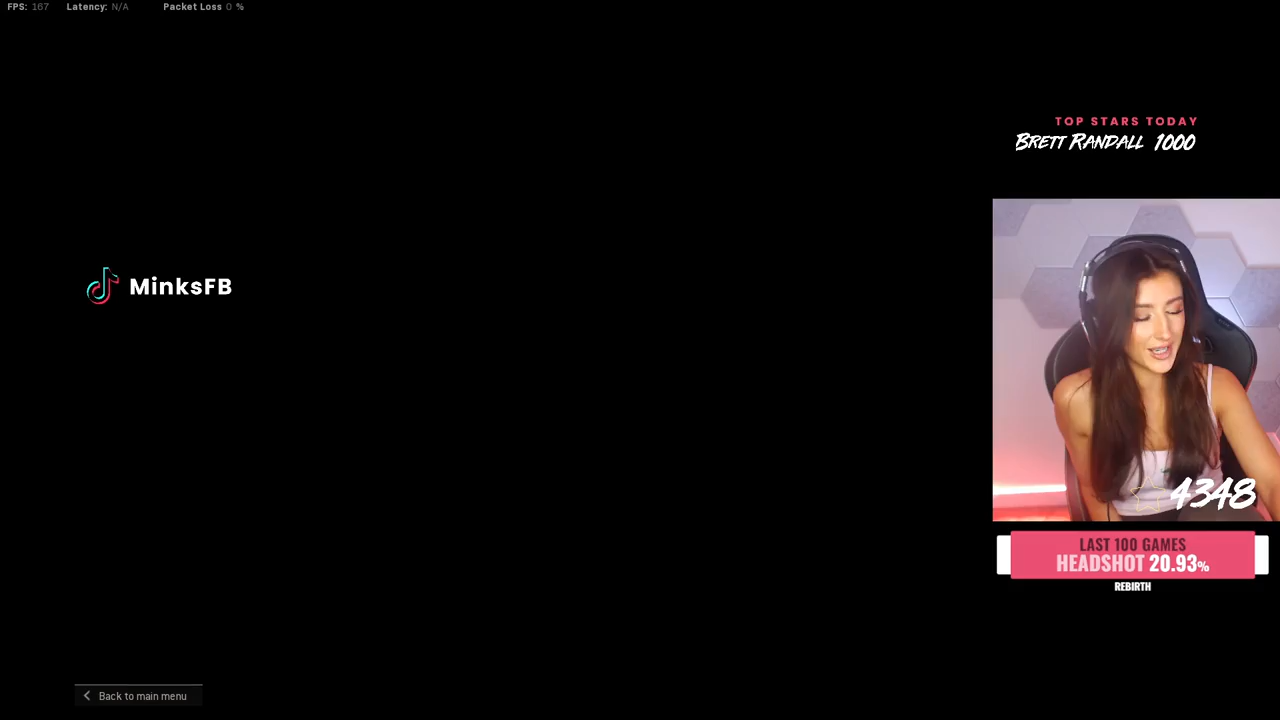 FPS: 167 Latency: N/A Packet Loss 0 %
TOP STARS TODAY
BRETT RANDALL 1000
MinksFB
4348
LAST 100 GAMES
HEADSHOT 20.93%
REBIRTH
Back to main menu